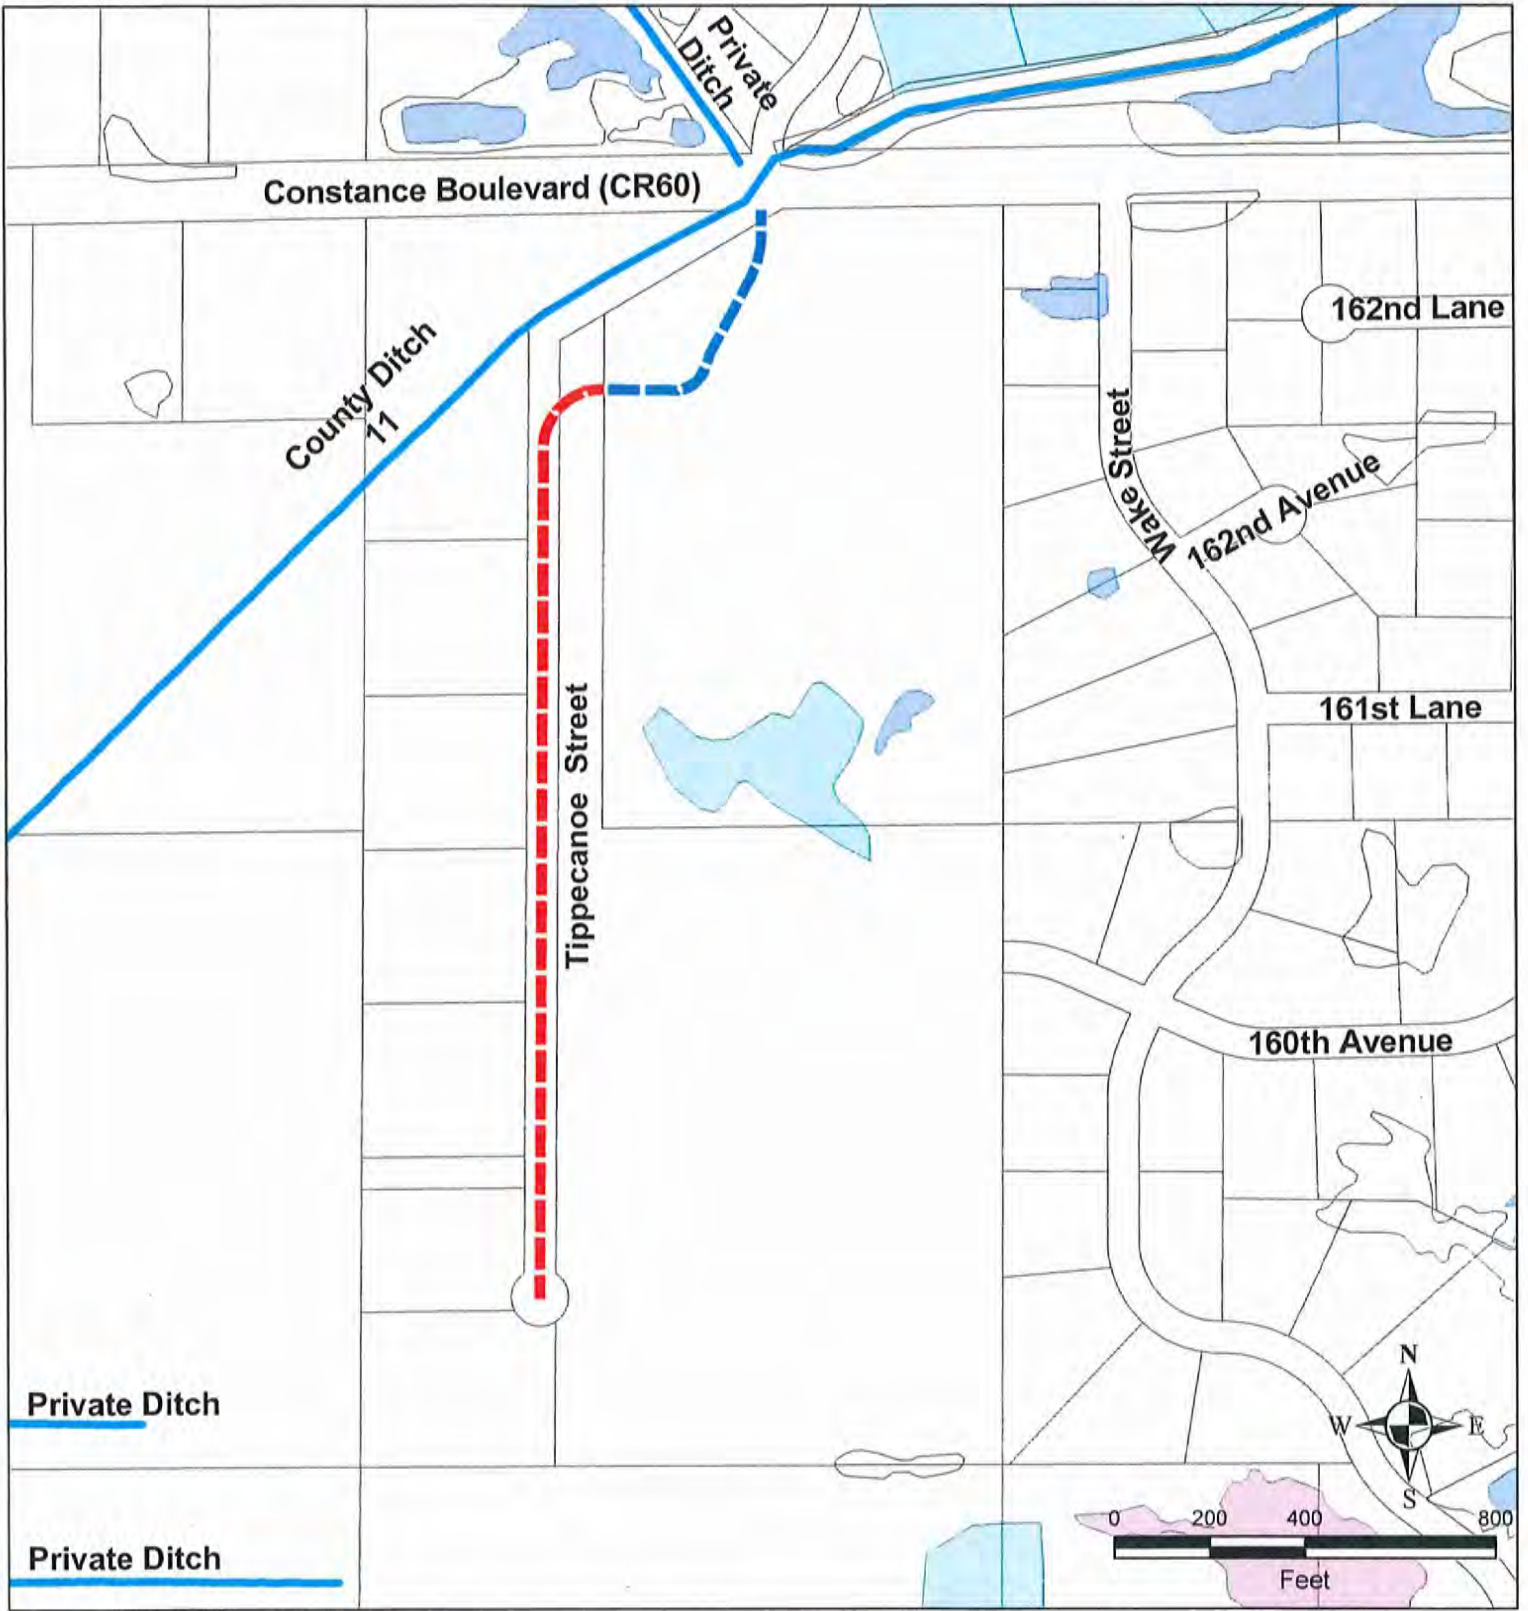 Private
Ditch
Constance Boulevard (CR60)
162nd Lane
County Ditch
11
Wake Street
162nd Avenue
Tippecanoe Street
161st Lane
160th Avenue
N
Private Ditch
W
E
S
0 200 400 800
Feet
Private Ditch